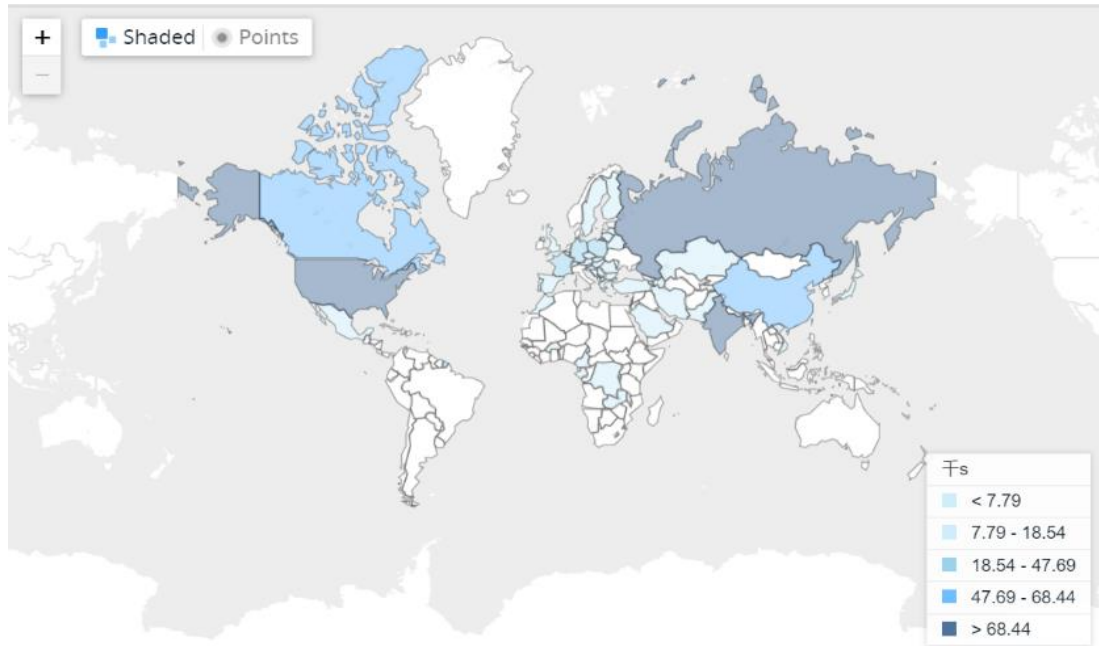 +
Shaded
Points
−
千s
< 7.79
7.79 - 18.54
18.54 - 47.69
47.69 - 68.44
> 68.44